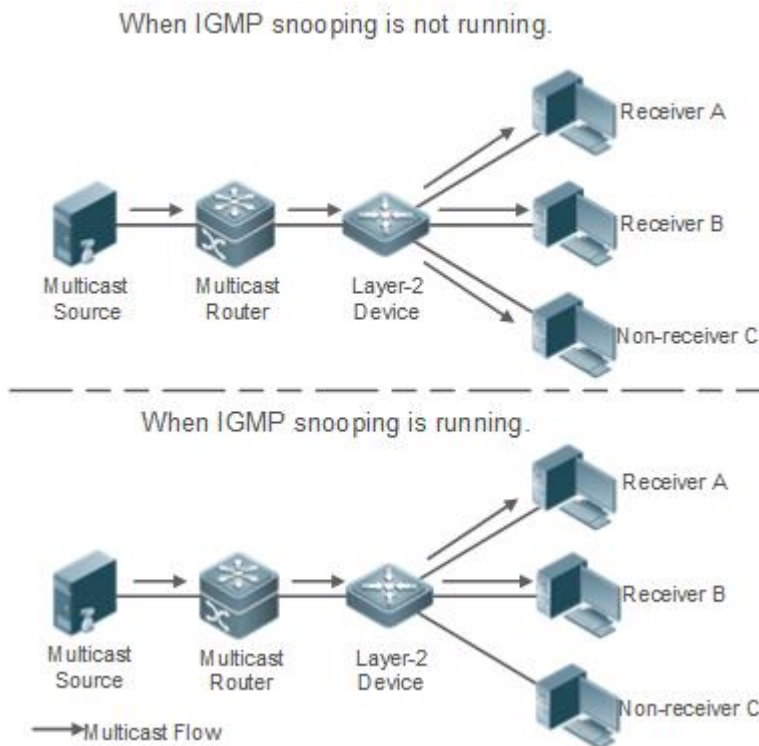 When IGMP snooping is not running.
Receiver A
Receiver B
Multicast
Source
Multicast
Router
Layer-2
Device
Non-receiver C
When IGMP snooping is running.
Receiver A
Receiver B
Multicast
Source
Multicast
Router
Layer-2
Device
Non-receiver C
Multicast Flow